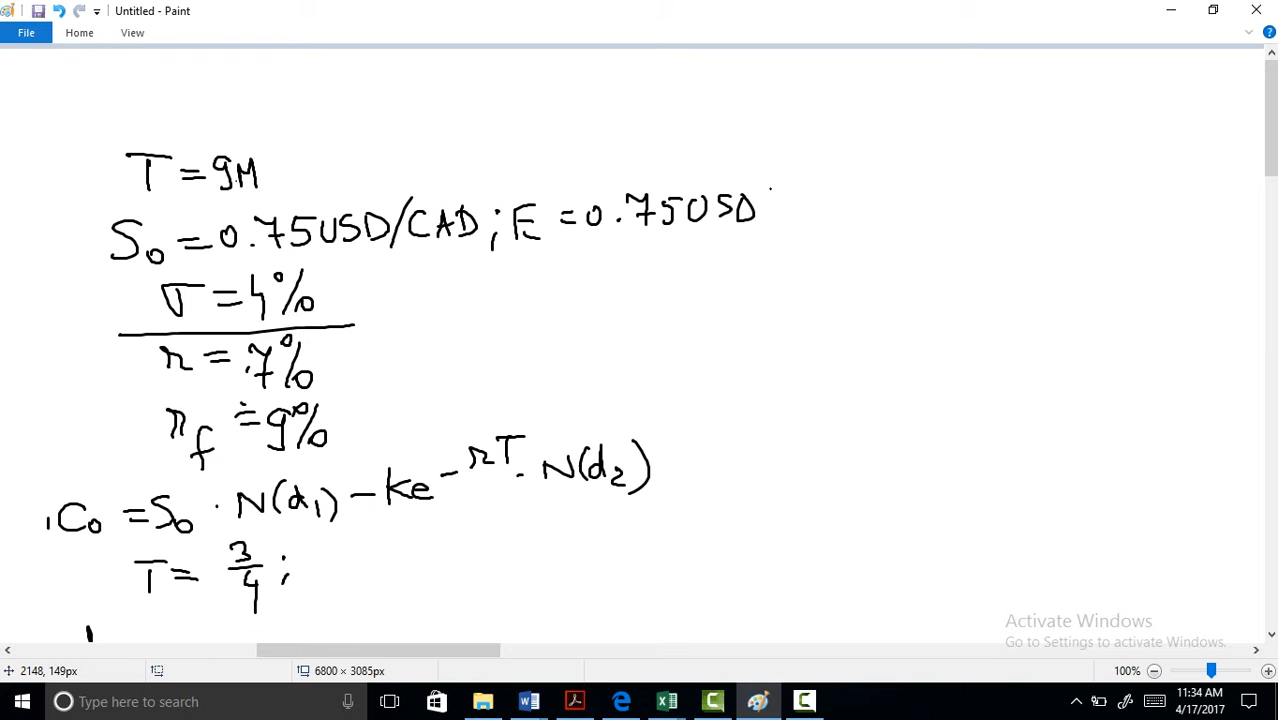 Untitled - Paint
File Home View
T = 9M
S₀ = 0.75USD/CAD; E = 0.75USD
σ = 4%
r = 7%
r_f = 9%
C₀ = S₀ · N(d₁) - Ke^-rT · N(d₂)
T = 3/4 ;
Activate Windows
Go to Settings to activate Windows.
2148, 149px
6800 × 3085px
100%
Type here to search
11:34 AM
4/17/2017